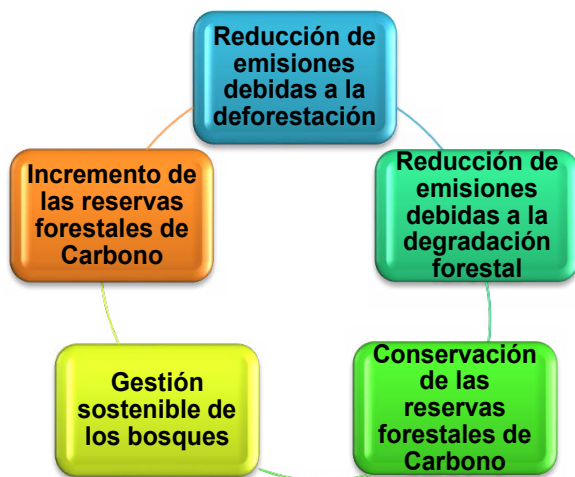 Reducción de
emisiones
debidas a la
deforestación
Reducción de
emisiones
debidas a la
degradación
forestal
Conservación
de las
reservas
forestales de
Carbono
Gestión
sostenible de
los bosques
Incremento de
las reservas
forestales de
Carbono